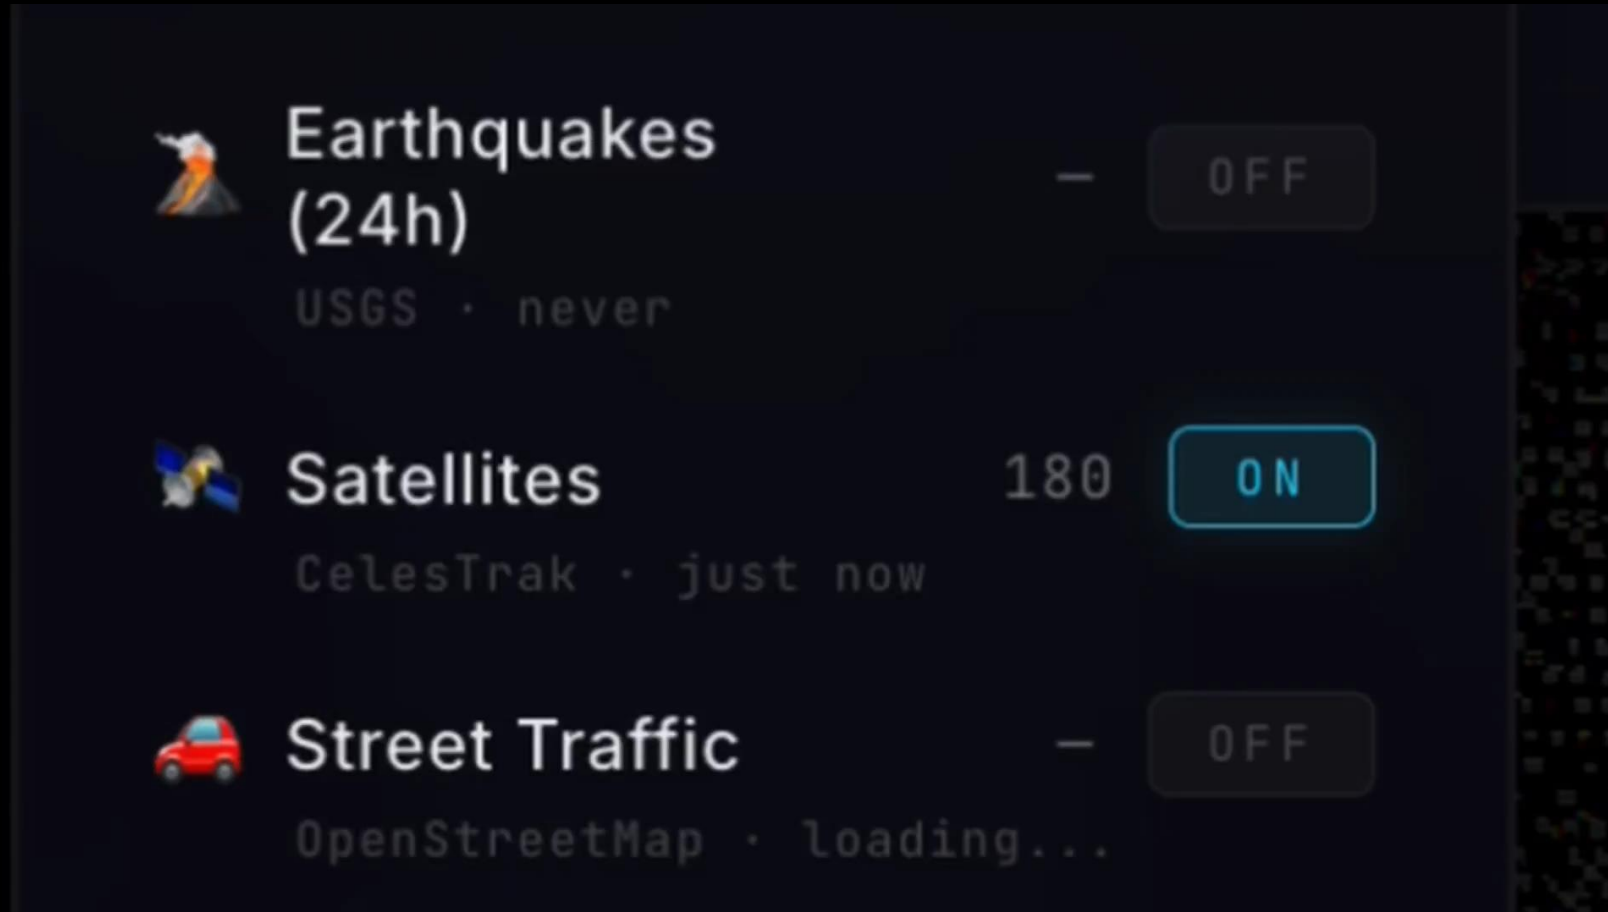 Earthquakes
(24h)
— OFF
USGS · never
Satellites 180 ON
CelesTrak · just now
Street Traffic — OFF
OpenStreetMap · loading...